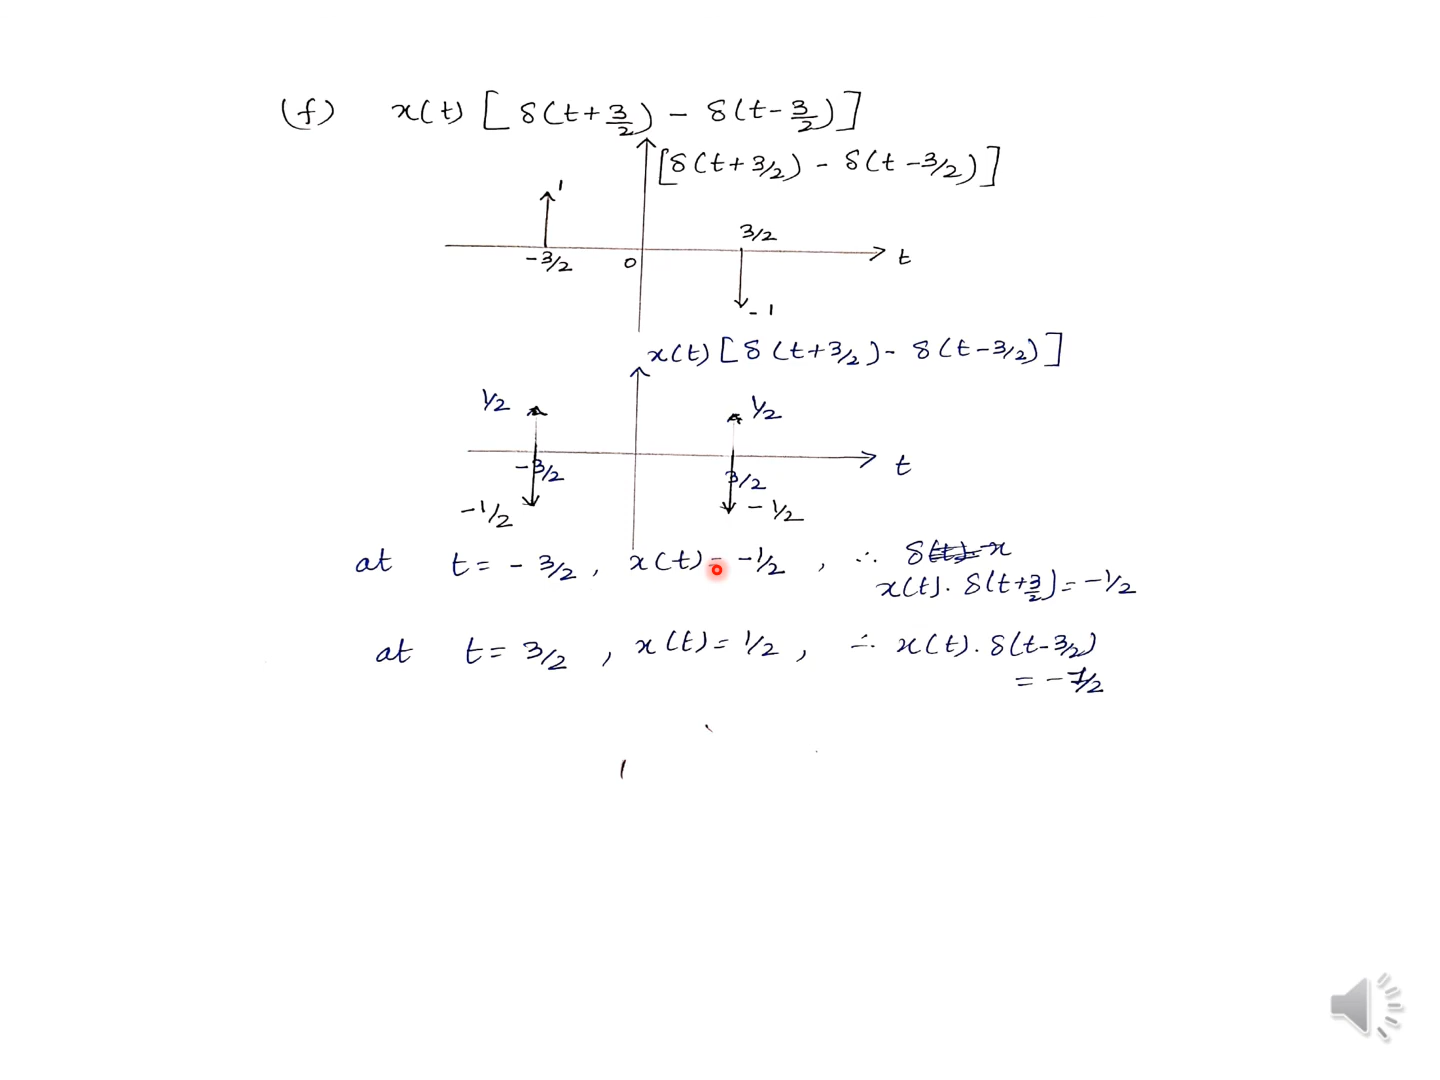 (f) x(t) [ δ(t+3/2) - δ(t-3/2) ]
[δ(t+3/2) - δ(t-3/2)]
1
3/2
-3/2 0 t
-1
x(t) [ δ(t+3/2) - δ(t-3/2) ]
1/2 1/2
-3/2 3/2 t
-1/2 -1/2
at t = -3/2, x(t) = -1/2, ∴
x(t). δ(t+3/2) = -1/2
at t = 3/2, x(t) = 1/2, ∴ x(t). δ(t-3/2)
= -1/2